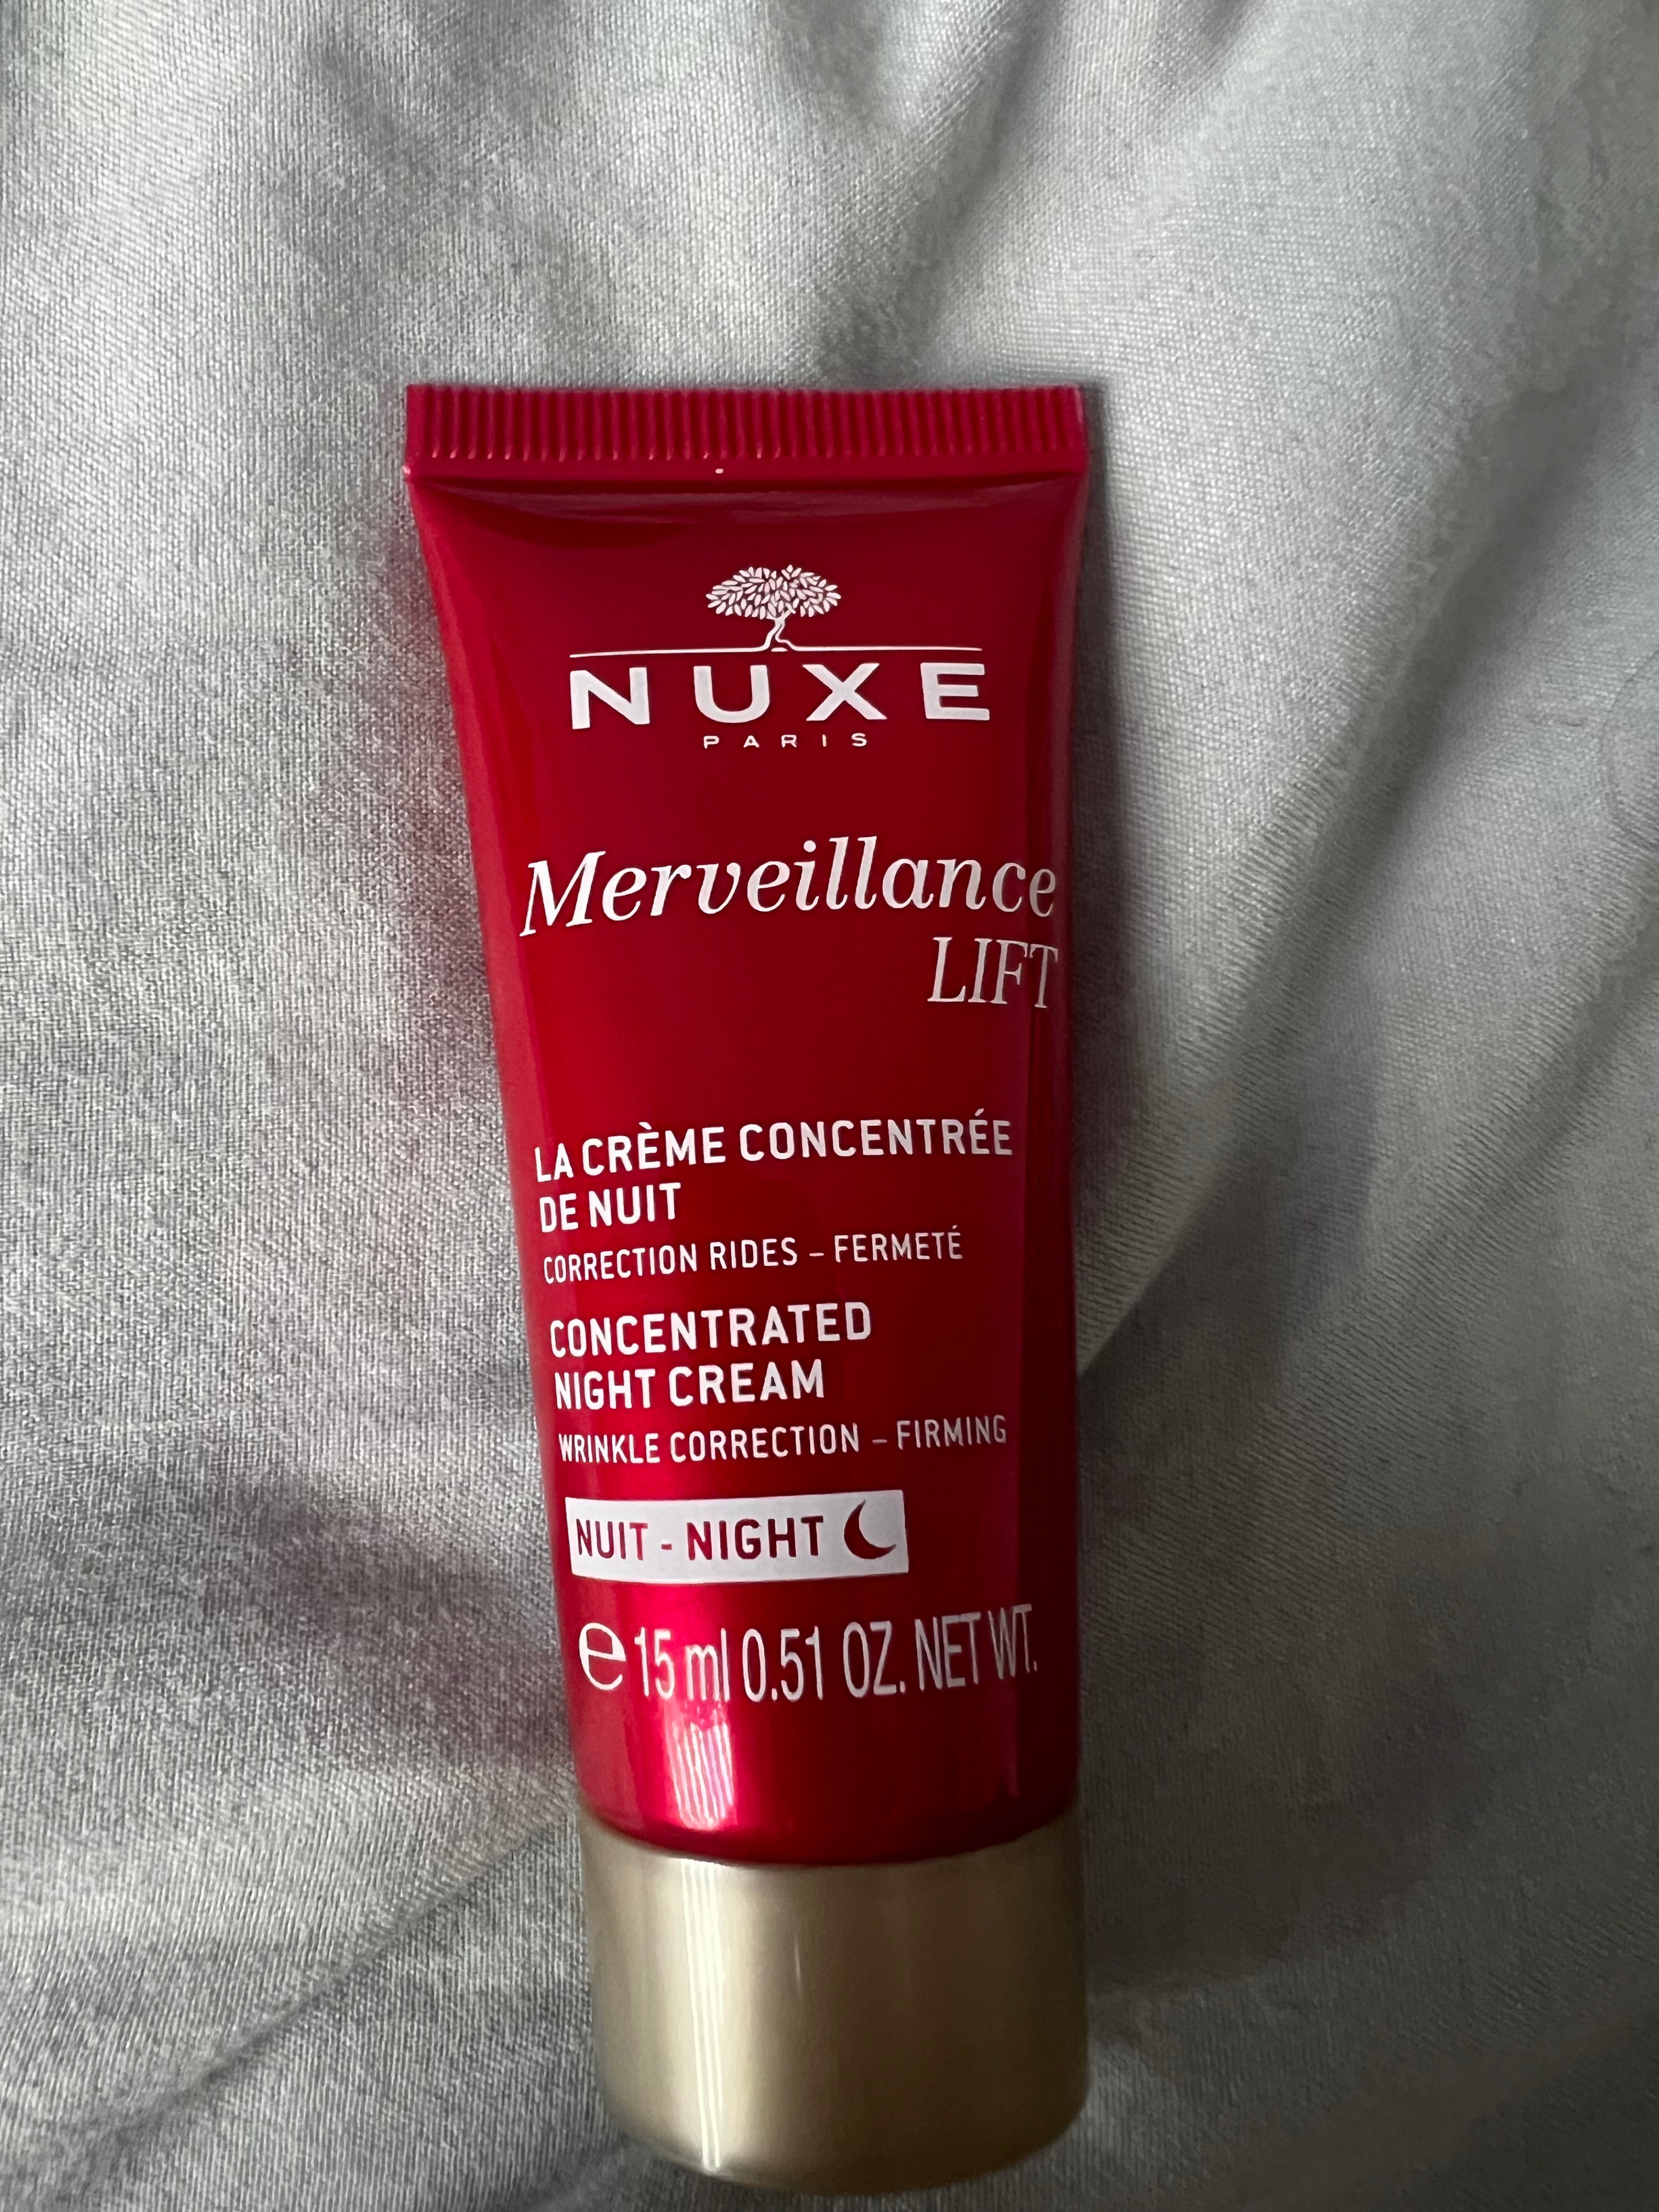 NUXE
PARIS
Merveillance
LIFT
LA CRÈME CONCENTRÉE
DE NUIT
CORRECTION RIDES – FERMETÉ
CONCENTRATED
NIGHT CREAM
WRINKLE CORRECTION – FIRMING
NUIT - NIGHT
℮ 15 ml 0.51 OZ. NET WT.